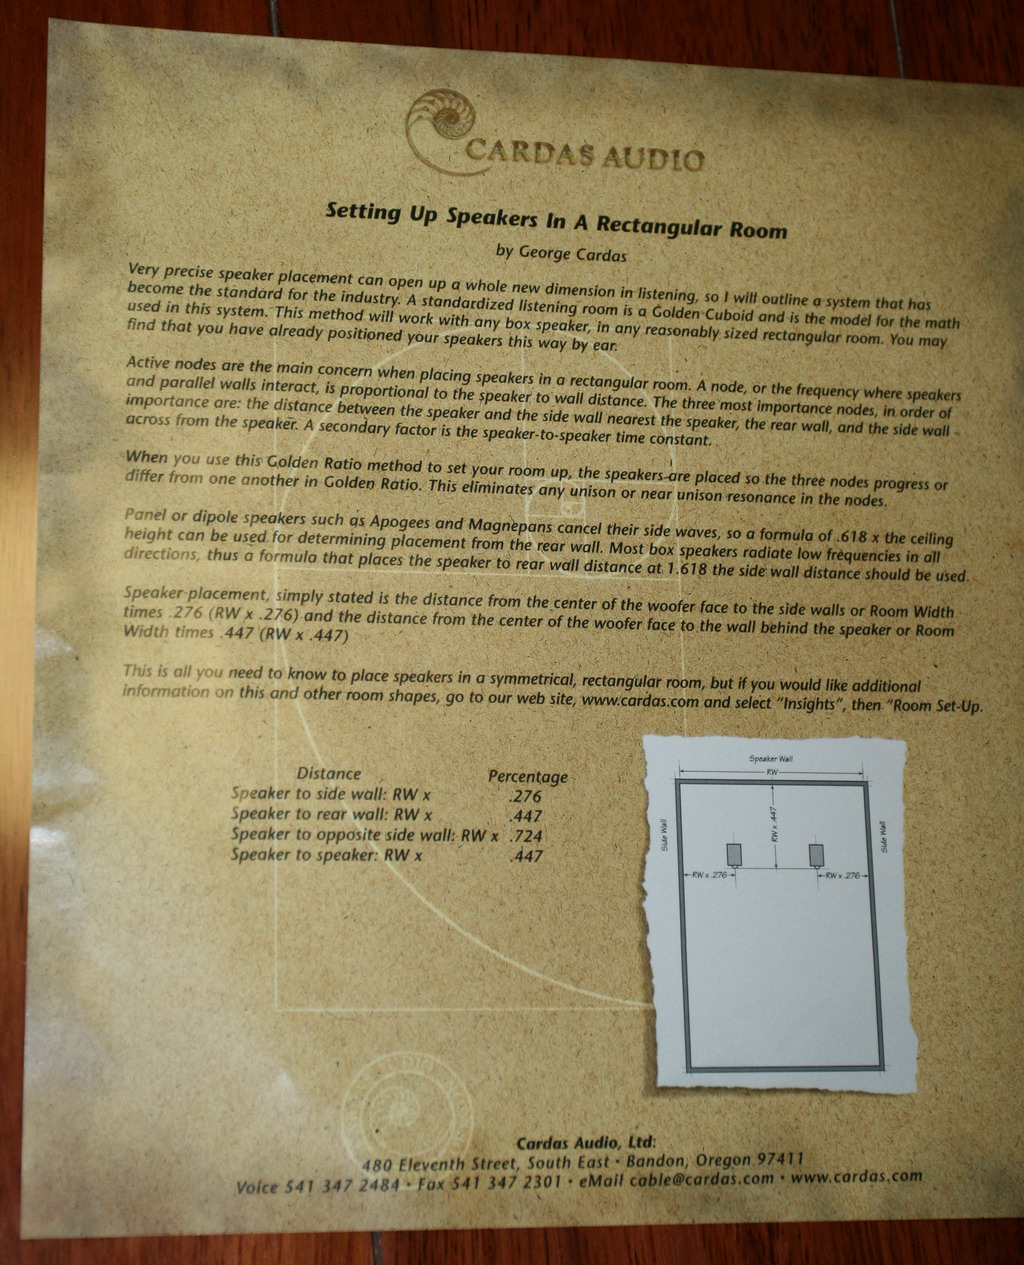 CARDAS AUDIO
Setting Up Speakers In A Rectangular Room
by George Cardas
Very precise speaker placement can open up a whole new dimension in listening, so I will outline a system that has
become the standard for the industry. A standardized listening room is a Golden Cuboid and is the model for the math
used in this system. This method will work with any box speaker, in any reasonably sized rectangular room. You may
find that you have already positioned your speakers this way by ear.
Active nodes are the main concern when placing speakers in a rectangular room. A node, or the frequency where speakers
and parallel walls interact, is proportional to the speaker to wall distance. The three most importance nodes, in order of
importance are: the distance between the speaker and the side wall nearest the speaker, the rear wall, and the side wall
across from the speaker. A secondary factor is the speaker-to-speaker time constant.
When you use this Golden Ratio method to set your room up, the speakers are placed so the three nodes progress or
differ from one another in Golden Ratio. This eliminates any unison or near unison resonance in the nodes.
Panel or dipole speakers such as Apogees and Magnepans cancel their side waves, so a formula of .618 x the ceiling
height can be used for determining placement from the rear wall. Most box speakers radiate low frequencies in all
directions, thus a formula that places the speaker to rear wall distance at 1.618 the side wall distance should be used.
Speaker placement, simply stated is the distance from the center of the woofer face to the side walls or Room Width
times .276 (RW x .276) and the distance from the center of the woofer face to the wall behind the speaker or Room
Width times .447 (RW x .447)
This is all you need to know to place speakers in a symmetrical, rectangular room, but if you would like additional
information on this and other room shapes, go to our web site, www.cardas.com and select "Insights", then "Room Set-Up.
Distance Percentage
Speaker to side wall: RW x .276
Speaker to rear wall: RW x .447
Speaker to opposite side wall: RW x .724
Speaker to speaker: RW x .447
Speaker Wall
RW
Side Wall
RW x .447
Side Wall
RW x .276
RW x .276
Cardas Audio, Ltd:
480 Eleventh Street, South East • Bandon, Oregon 97411
Voice 541 347 2484 • Fax 541 347 2301 • eMail cable@cardas.com • www.cardas.com